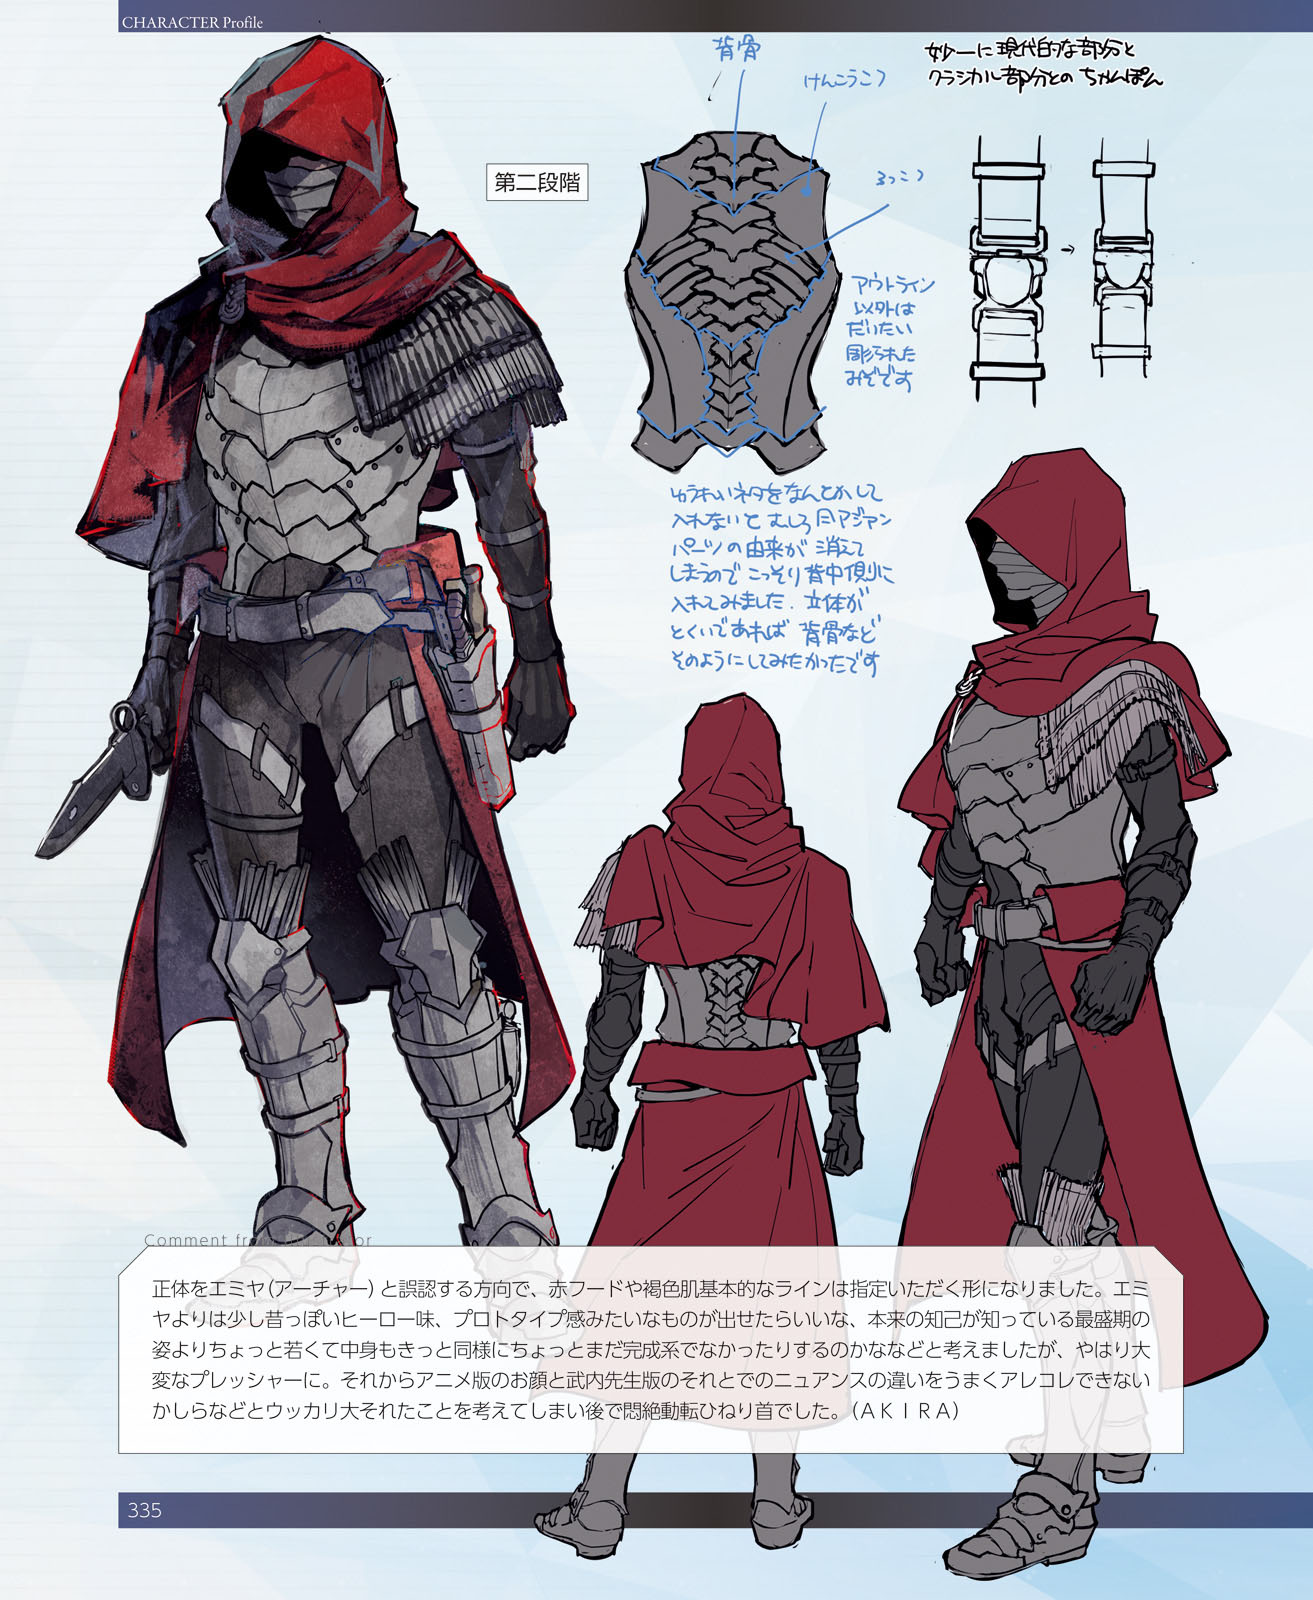 CHARACTER Profile
第二段階
背骨
けんこうこつ
ろっこつ
妙ーに現代的な部分と
クラシカル部分とのちゃんぽん
アウトライン
以外は
だいたい
彫られた
みぞです
ゆうれいネタをなんとかして
入れないと むしろ
アジアン
パーツの由来が 消えて
しまうので こっそり背中側に
入れてみました. 立体が
とくいであれば 背骨など
そのようにしてみたかったです
Comment from
正体をエミヤ（アーチャー）と誤認する方向で、赤フードや褐色肌基本的なラインは指定いただく形になりました。エミ
ヤよりは少し昔っぽいヒーロー味、プロトタイプ感みたいなものが出せたらいいな、本来の知己が知っている最盛期の
姿よりちょっと若くて中身もきっと同様にちょっとまだ完成系でなかったりするのかななどと考えましたが、やはり大
変なプレッシャーに。それからアニメ版のお顔と武内先生版のそれとでのニュアンスの違いをうまくアレコレできない
かしらなどとウッカリ大それたことを考えてしまい後で悶絶動転ひねり首でした。（ＡＫＩＲＡ）
335